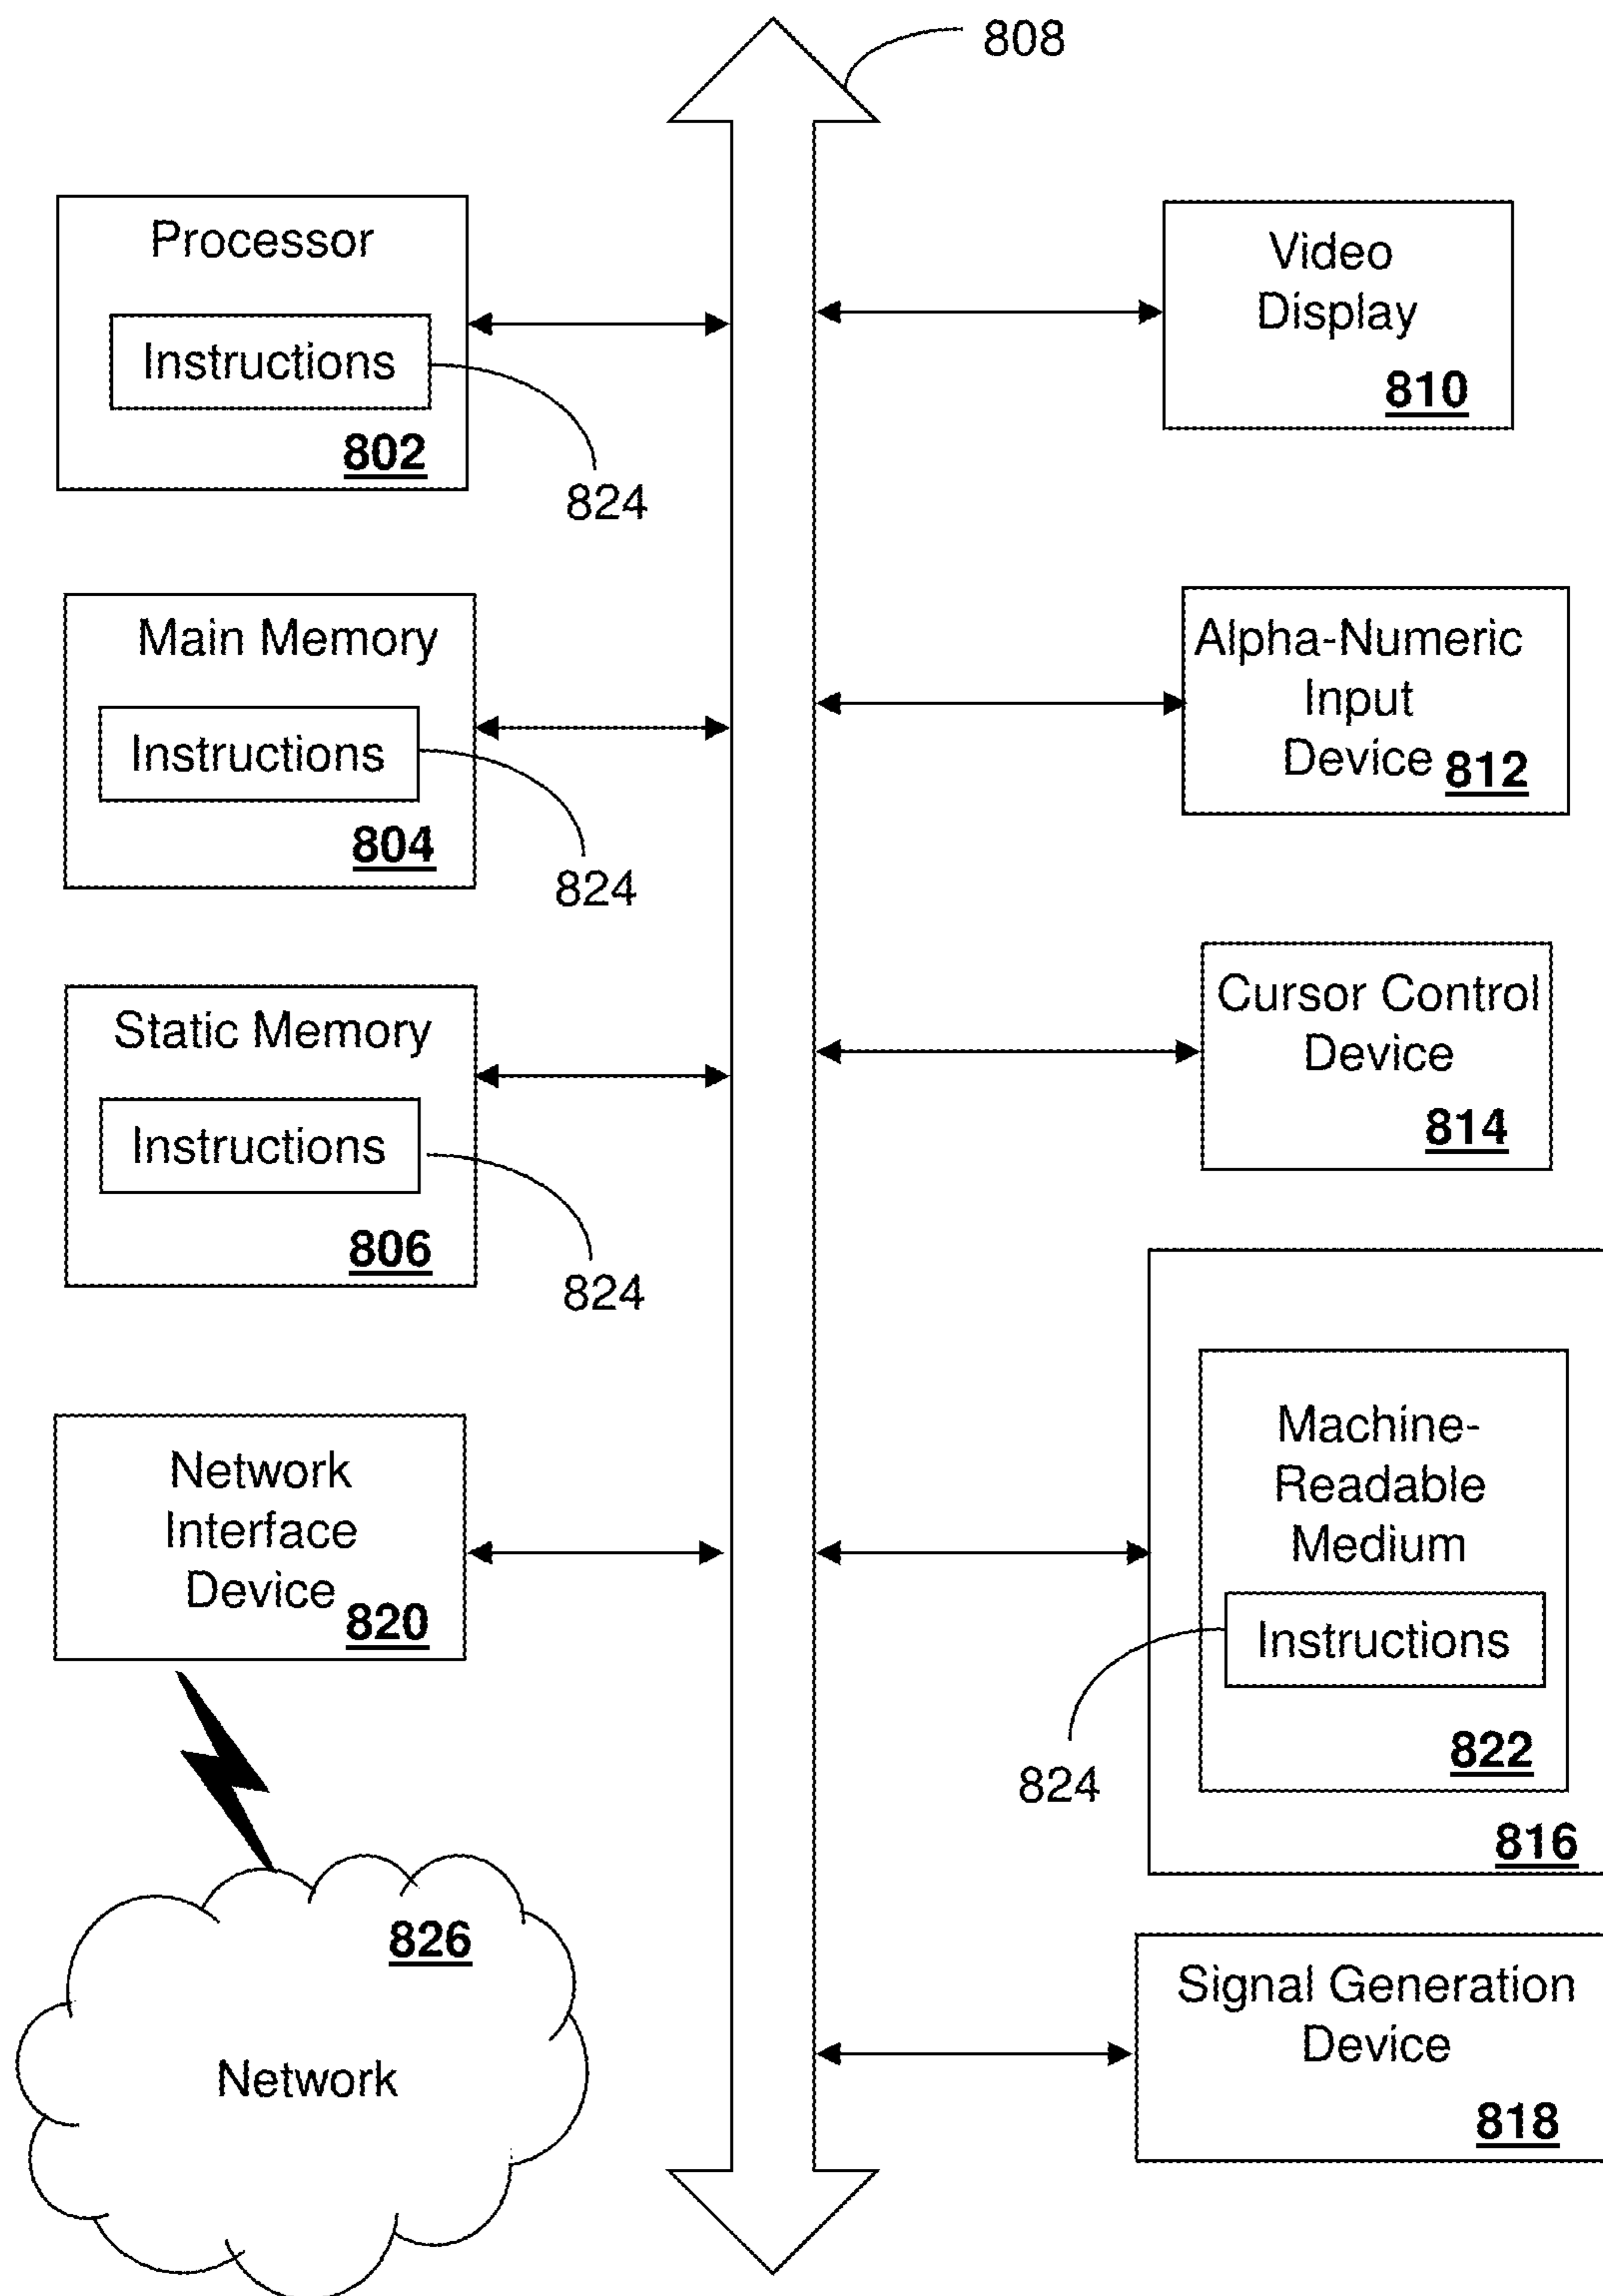 808
Processor
Instructions
802
824
Main Memory
Instructions
804
824
Static Memory
Instructions
806
824
Network
Interface
Device
820
826
Network
Video
Display
810
Alpha-Numeric
Input
Device 812
Cursor Control
Device
814
Machine-
Readable
Medium
Instructions
822
824
816
Signal Generation
Device
818